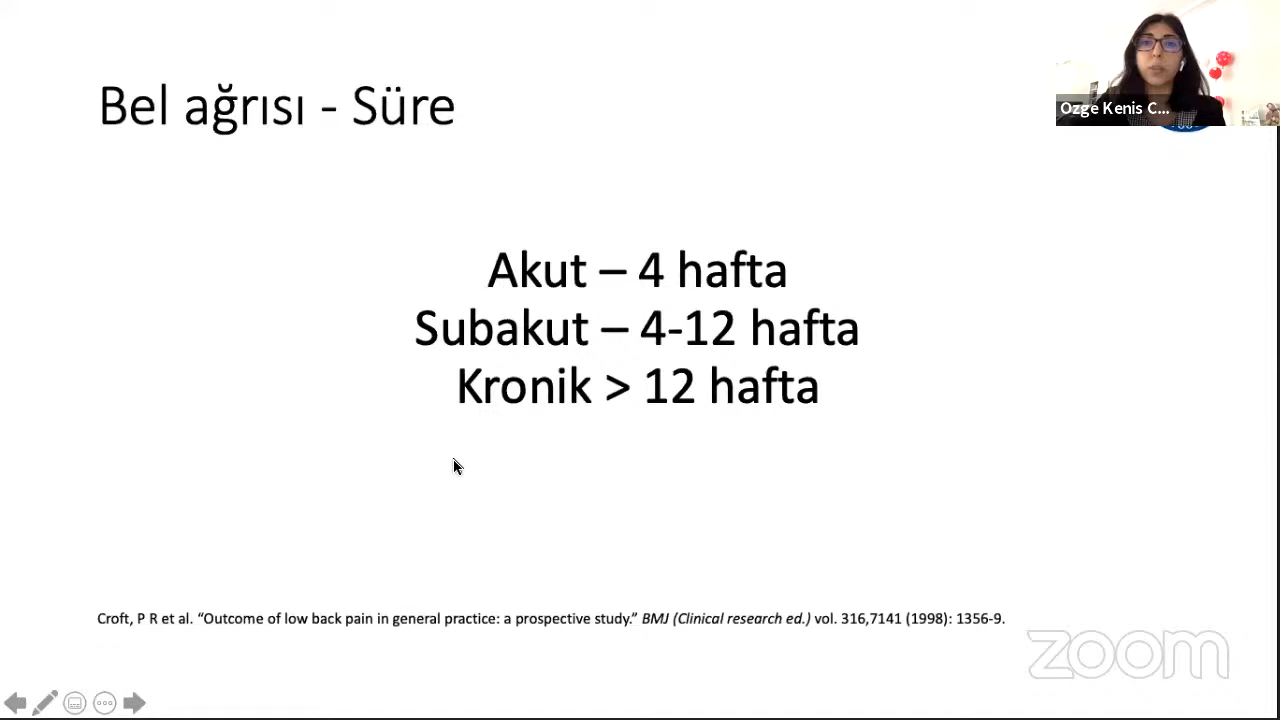 Bel ağrısı - Süre
Ozge Kenis C...
Akut – 4 hafta
Subakut – 4-12 hafta
Kronik > 12 hafta
Croft, P R et al. “Outcome of low back pain in general practice: a prospective study.” BMJ (Clinical research ed.) vol. 316,7141 (1998): 1356-9.
zoom